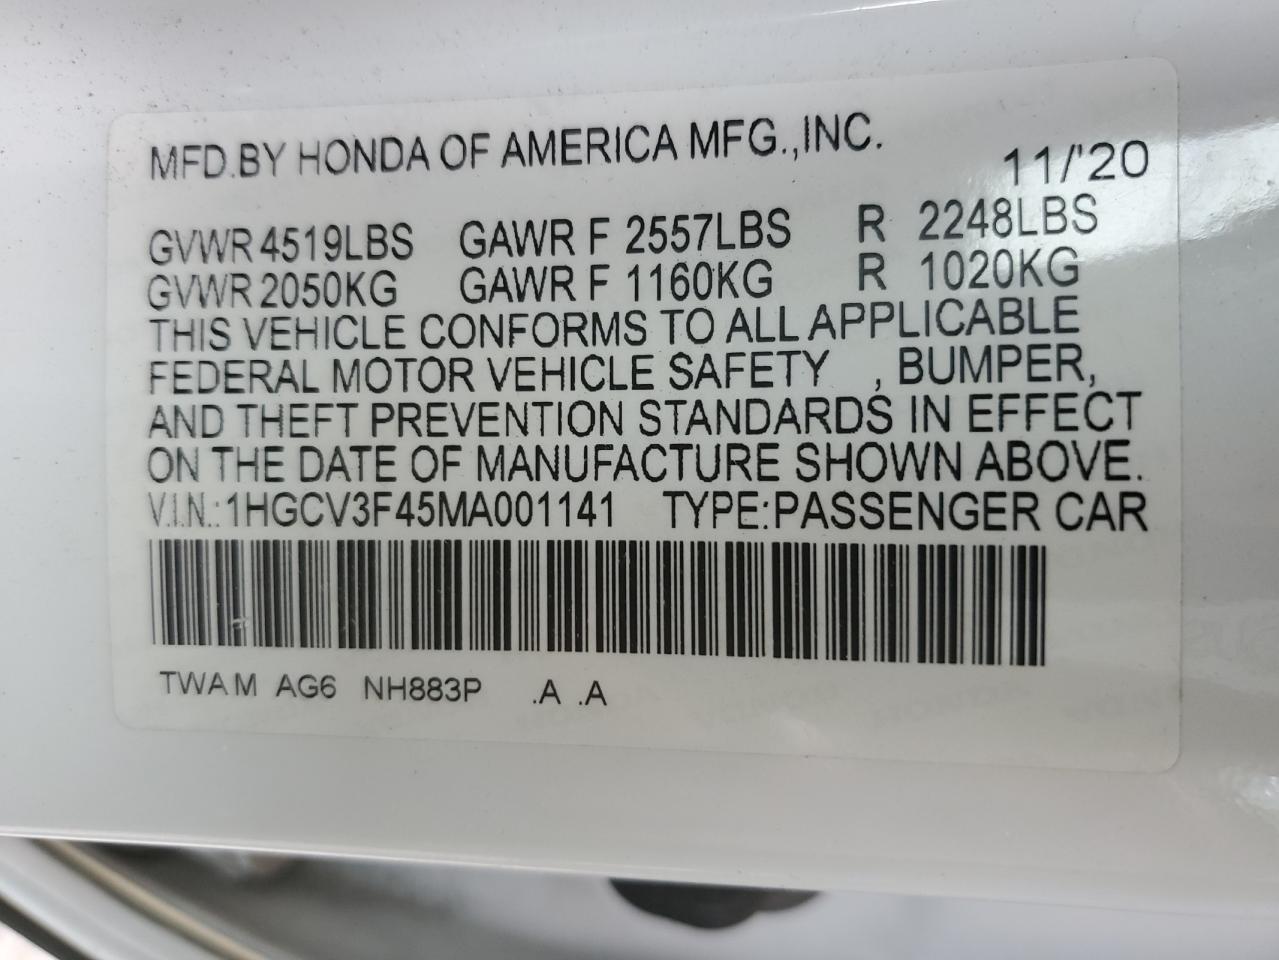 MFD.BY HONDA OF AMERICA MFG.,INC. 11/'20
GVWR 4519LBS GAWR F 2557LBS R 2248LBS
GVWR 2050KG GAWR F 1160KG R 1020KG
THIS VEHICLE CONFORMS TO ALL APPLICABLE
FEDERAL MOTOR VEHICLE SAFETY , BUMPER,
AND THEFT PREVENTION STANDARDS IN EFFECT
ON THE DATE OF MANUFACTURE SHOWN ABOVE.
V.I.N.:1HGCV3F45MA001141 TYPE:PASSENGER CAR
TWAM AG6 NH883P .A .A